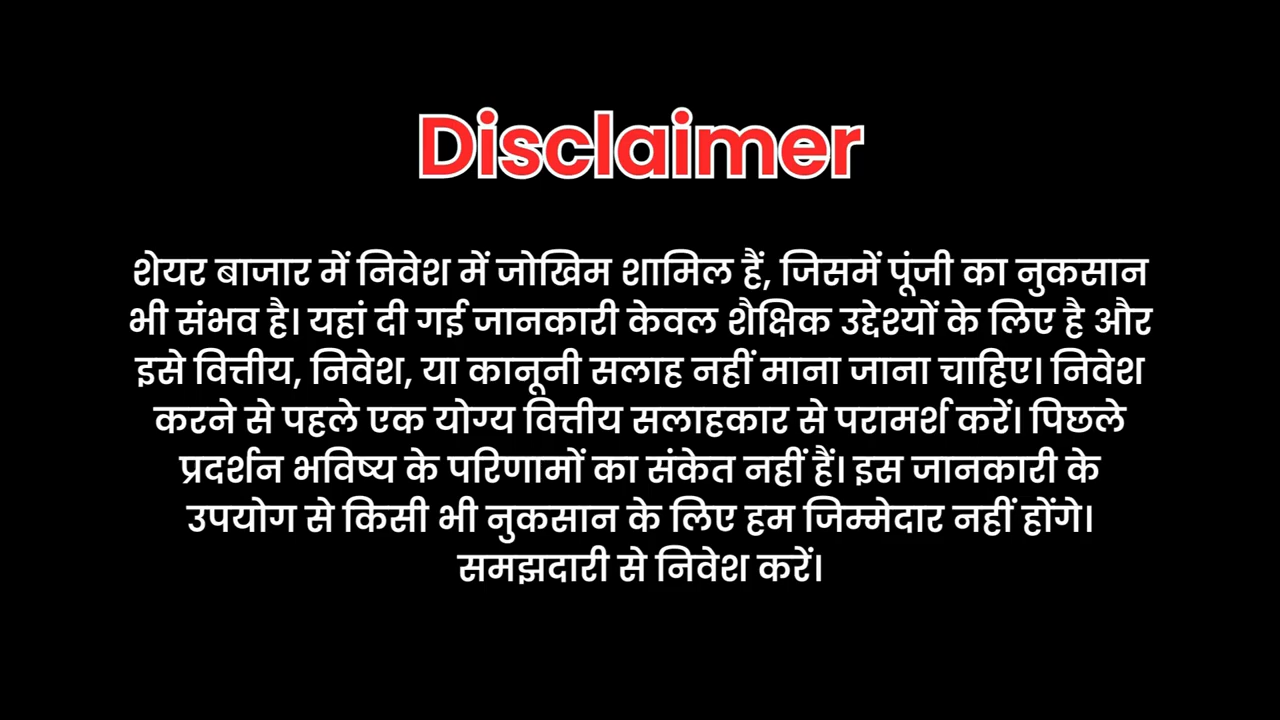 Disclaimer
शेयर बाजार में निवेश में जोखिम शामिल हैं, जिसमें पूंजी का नुकसान
भी संभव है। यहां दी गई जानकारी केवल शैक्षिक उद्देश्यों के लिए है और
इसे वित्तीय, निवेश, या कानूनी सलाह नहीं माना जाना चाहिए। निवेश
करने से पहले एक योग्य वित्तीय सलाहकार से परामर्श करें। पिछले
प्रदर्शन भविष्य के परिणामों का संकेत नहीं हैं। इस जानकारी के
उपयोग से किसी भी नुकसान के लिए हम जिम्मेदार नहीं होंगे।
समझदारी से निवेश करें।